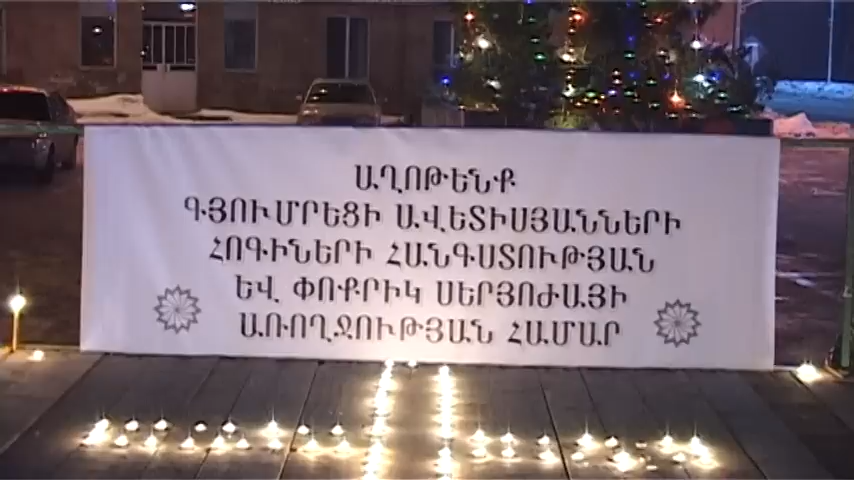 ԱՂՈԹԵՆՔ
ԳՅՈՒՄՐԵՑԻ ԱՎԵՏԻՍՅԱՆՆԵՐԻ
ՀՈԳԻՆԵՐԻ ՀԱՆԳՍՏՈՒԹՅԱՆ
ԵՎ ՓՈՔՐԻԿ ՍԵՐՅՈԺԱՅԻ
ԱՌՈՂՋՈՒԹՅԱՆ ՀԱՄԱՐ